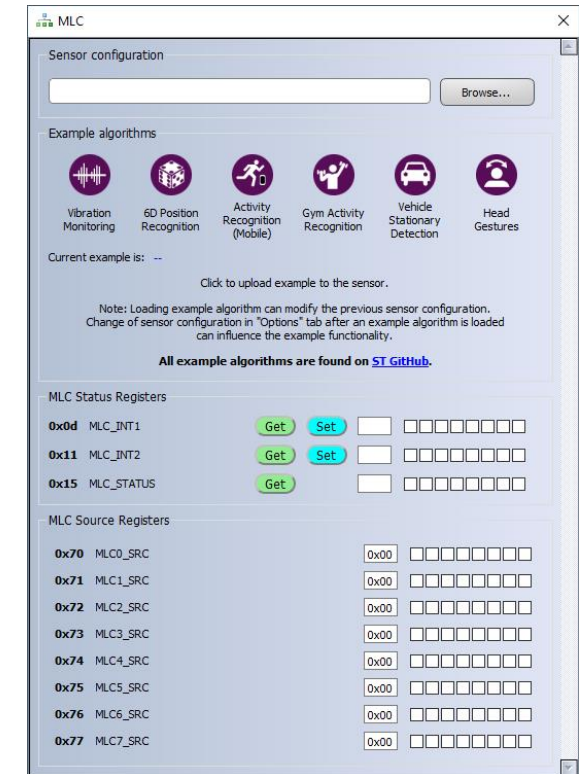 MLC
Sensor configuration
Browse...
Example algorithms
Vibration
Monitoring
6D Position
Recognition
Activity
Recognition
(Mobile)
Gym Activity
Recognition
Vehicle
Stationary
Detection
Head
Gestures
Current example is: --
Click to upload example to the sensor.
Note: Loading example algorithm can modify the previous sensor configuration.
Change of sensor configuration in "Options" tab after an example algorithm is loaded
can influence the example functionality.
All example algorithms are found on ST GitHub.
MLC Status Registers
0x0d MLC_INT1 Get Set
0x11 MLC_INT2 Get Set
0x15 MLC_STATUS Get
MLC Source Registers
0x70 MLC0_SRC 0x00
0x71 MLC1_SRC 0x00
0x72 MLC2_SRC 0x00
0x73 MLC3_SRC 0x00
0x74 MLC4_SRC 0x00
0x75 MLC5_SRC 0x00
0x76 MLC6_SRC 0x00
0x77 MLC7_SRC 0x00